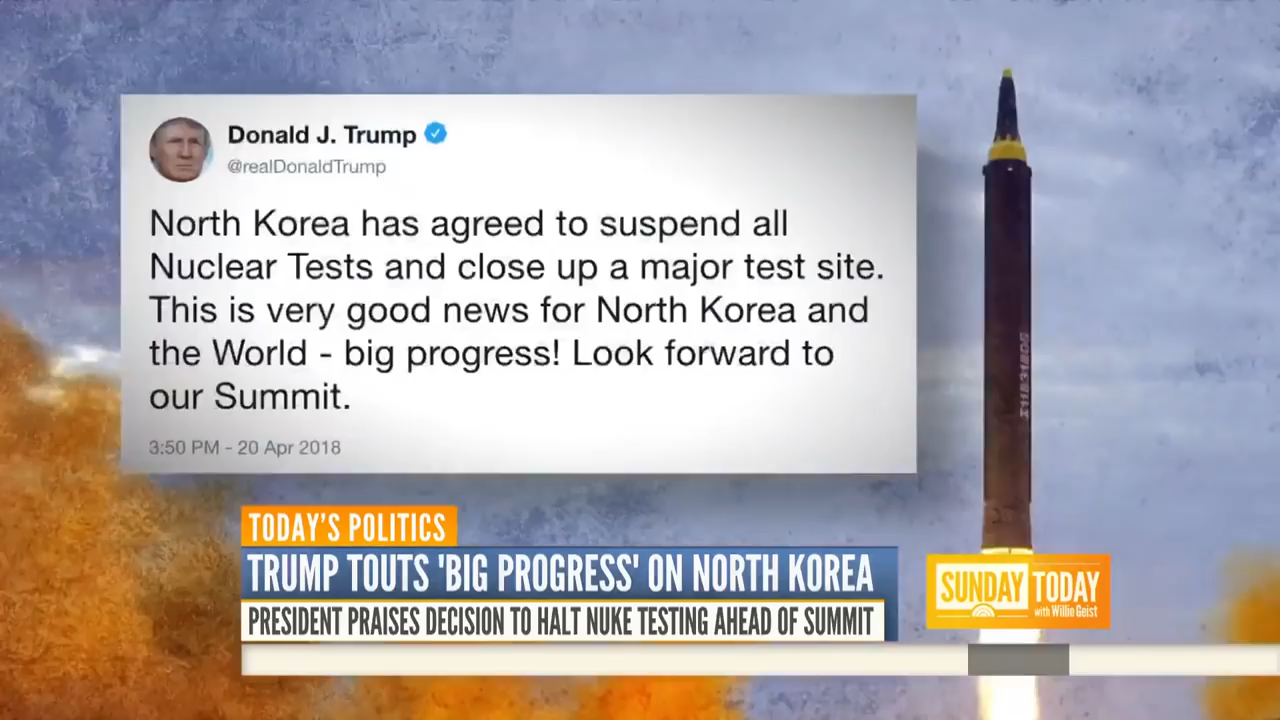 Donald J. Trump
@realDonaldTrump
North Korea has agreed to suspend all
Nuclear Tests and close up a major test site.
This is very good news for North Korea and
the World - big progress! Look forward to
our Summit.
3:50 PM - 20 Apr 2018
TODAY'S POLITICS
TRUMP TOUTS 'BIG PROGRESS' ON NORTH KOREA
PRESIDENT PRAISES DECISION TO HALT NUKE TESTING AHEAD OF SUMMIT
SUNDAY TODAY
with Willie Geist